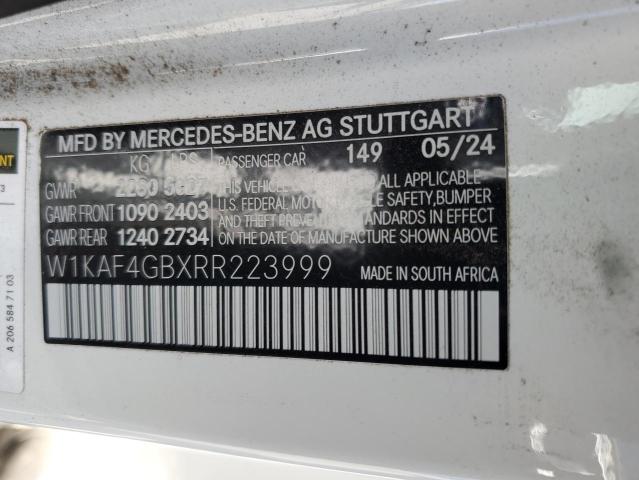 MFD BY MERCEDES-BENZ AG STUTTGART
KG LBS PASSENGER CAR 149 05/24
GVWR THIS VEHICLE ALL APPLICABLE
GAWR FRONT 1090 2403 U.S. FEDERAL MOTOR SAFETY,BUMPER
AND THEFT PREVENTION STANDARDS IN EFFECT
GAWR REAR 1240 2734 ON THE DATE OF MANUFACTURE SHOWN ABOVE.
W1KAF4GBXRR223999 MADE IN SOUTH AFRICA
A 206 584 71 03